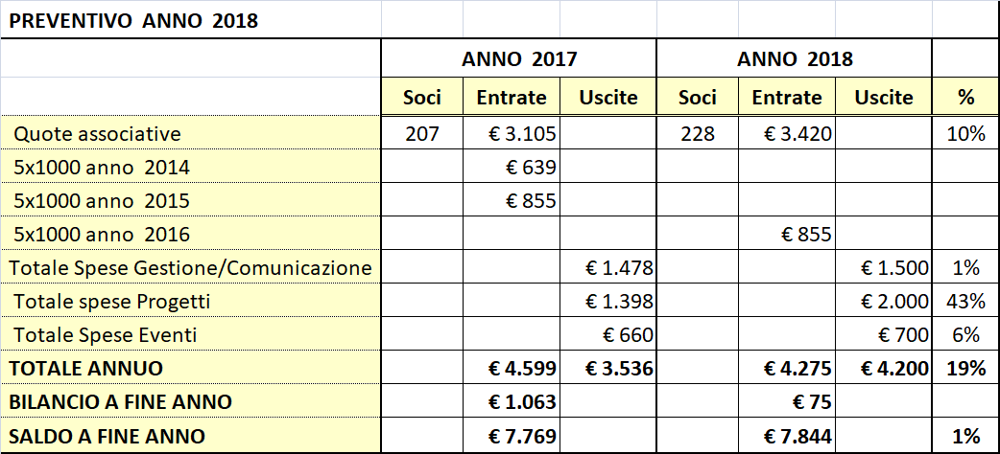 PREVENTIVO ANNO 2018
ANNO 2017 ANNO 2018
Soci Entrate Uscite Soci Entrate Uscite %
Quote associative 207 € 3.105 228 € 3.420 10%
5x1000 anno 2014 € 639
5x1000 anno 2015 € 855
5x1000 anno 2016 € 855
Totale Spese Gestione/Comunicazione € 1.478 € 1.500 1%
Totale spese Progetti € 1.398 € 2.000 43%
Totale Spese Eventi € 660 € 700 6%
TOTALE ANNUO € 4.599 € 3.536 € 4.275 € 4.200 19%
BILANCIO A FINE ANNO € 1.063 € 75
SALDO A FINE ANNO € 7.769 € 7.844 1%